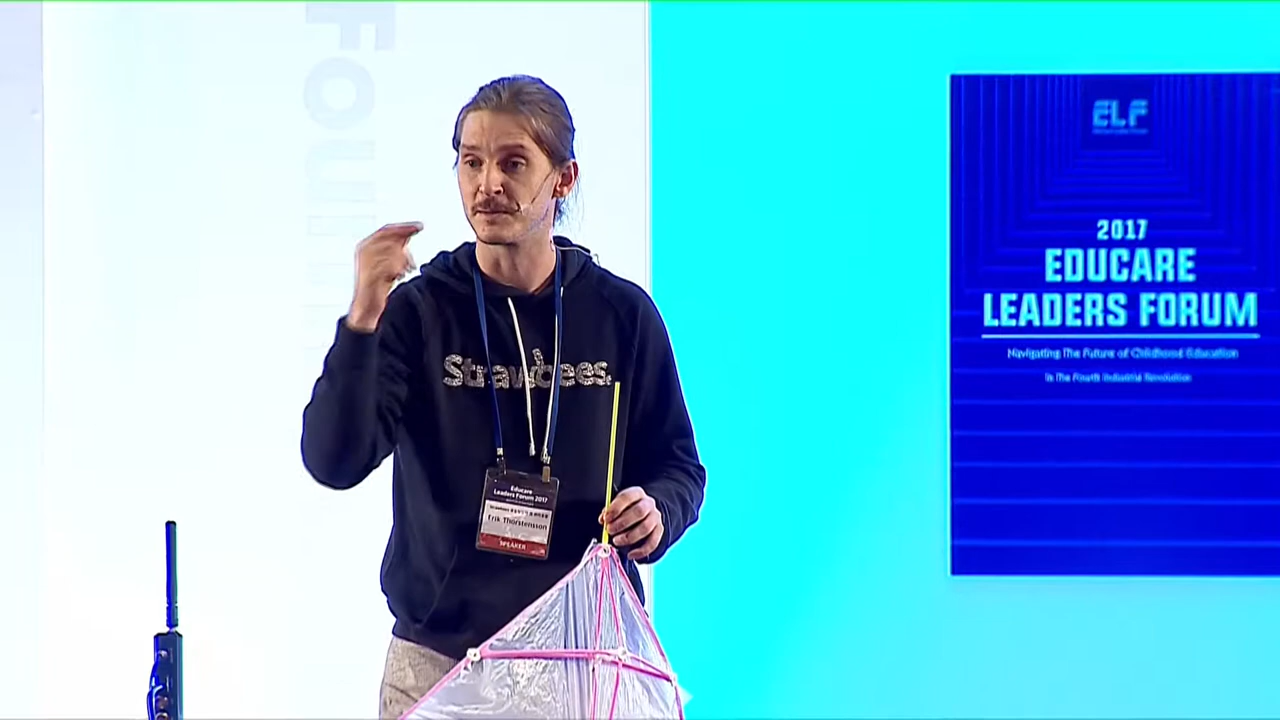 Foun
ELF
2017
EDUCARE
LEADERS FORUM
Navigating The Future of Childhood Education
In The Fourth Industrial Revolution
Strawbees.
Educare
Leaders Forum 2017
Erik Thorstensson
SPEAKER